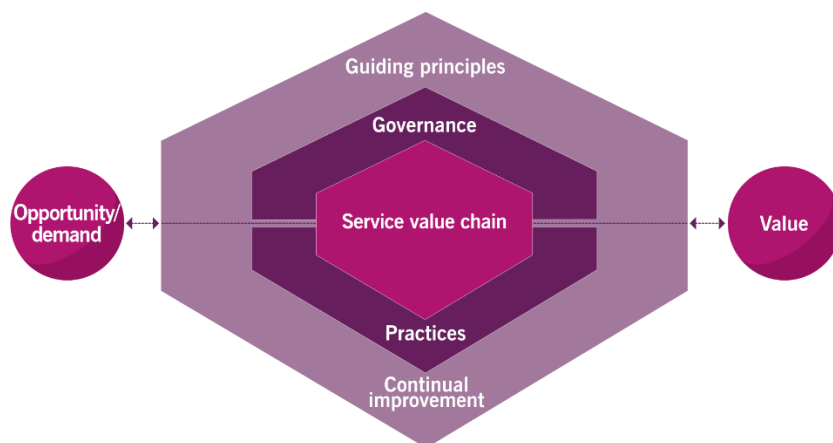 Guiding principles
Governance
Opportunity/
demand
Service value chain
Value
Practices
Continual
improvement